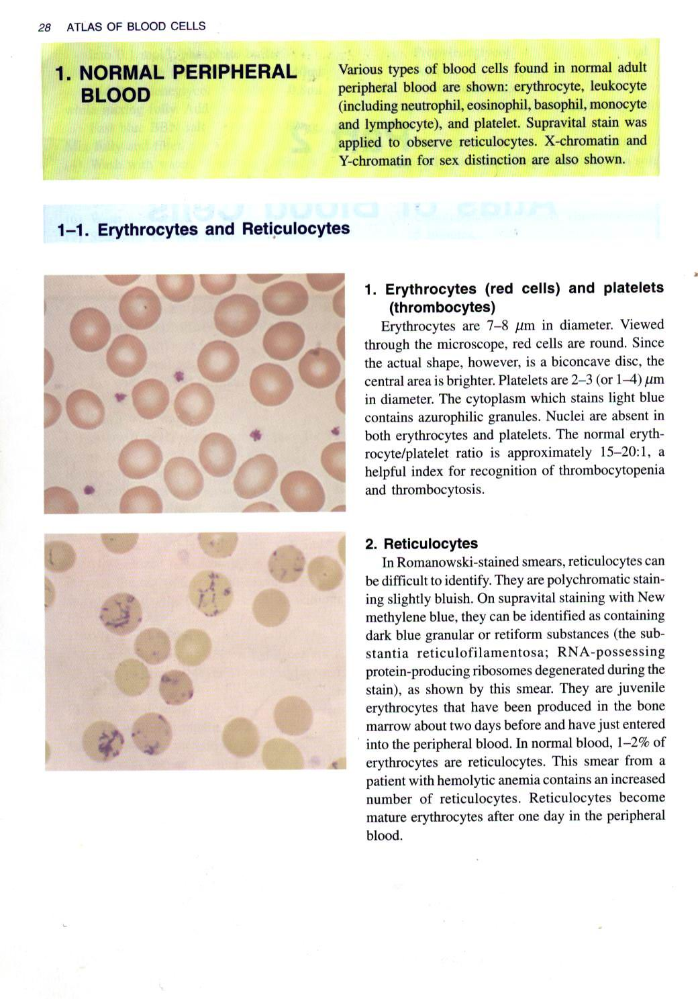 28 ATLAS OF BLOOD CELLS
1. NORMAL PERIPHERAL
BLOOD
Various types of blood cells found in normal adult
peripheral blood are shown: erythrocyte, leukocyte
(including neutrophil, eosinophil, basophil, monocyte
and lymphocyte), and platelet. Supravital stain was
applied to observe reticulocytes. X-chromatin and
Y-chromatin for sex distinction are also shown.
1–1. Erythrocytes and Reticulocytes
1. Erythrocytes (red cells) and platelets
(thrombocytes)
Erythrocytes are 7–8 μm in diameter. Viewed
through the microscope, red cells are round. Since
the actual shape, however, is a biconcave disc, the
central area is brighter. Platelets are 2–3 (or 1–4) μm
in diameter. The cytoplasm which stains light blue
contains azurophilic granules. Nuclei are absent in
both erythrocytes and platelets. The normal eryth-
rocyte/platelet ratio is approximately 15–20:1, a
helpful index for recognition of thrombocytopenia
and thrombocytosis.
2. Reticulocytes
In Romanowski-stained smears, reticulocytes can
be difficult to identify. They are polychromatic stain-
ing slightly bluish. On supravital staining with New
methylene blue, they can be identified as containing
dark blue granular or retiform substances (the sub-
stantia reticulofilamentosa; RNA-possessing
protein-producing ribosomes degenerated during the
stain), as shown by this smear. They are juvenile
erythrocytes that have been produced in the bone
marrow about two days before and have just entered
into the peripheral blood. In normal blood, 1–2% of
erythrocytes are reticulocytes. This smear from a
patient with hemolytic anemia contains an increased
number of reticulocytes. Reticulocytes become
mature erythrocytes after one day in the peripheral
blood.